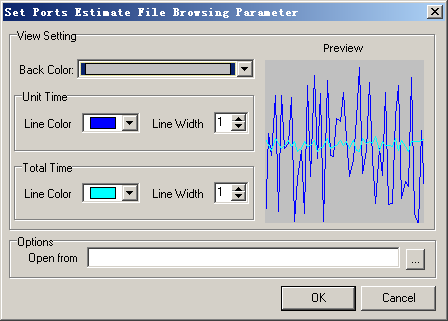 Set Ports Estimate File Browsing Parameter
View Setting
Preview
Back Color:
Unit Time
Line Color
Line Width 1
Total Time
Line Color
Line Width 1
Options
Open from
...
OK
Cancel